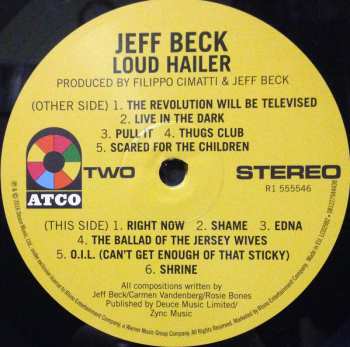 JEFF BECK
LOUD HAILER
PRODUCED BY FILIPPO CIMATTI & JEFF BECK
(OTHER SIDE) 1. THE REVOLUTION WILL BE TELEVISED
2. LIVE IN THE DARK
3. PULL IT 4. THUGS CLUB
5. SCARED FOR THE CHILDREN
ATCO
TWO
STEREO
R1 555546
(THIS SIDE) 1. RIGHT NOW 2. SHAME 3. EDNA
4. THE BALLAD OF THE JERSEY WIVES
5. O.I.L. (CAN'T GET ENOUGH OF THAT STICKY)
6. SHRINE
All compositions written by
Jeff Beck/Carmen Vandenberg/Rosie Bones
Published by Deuce Music Limited/
Zync Music